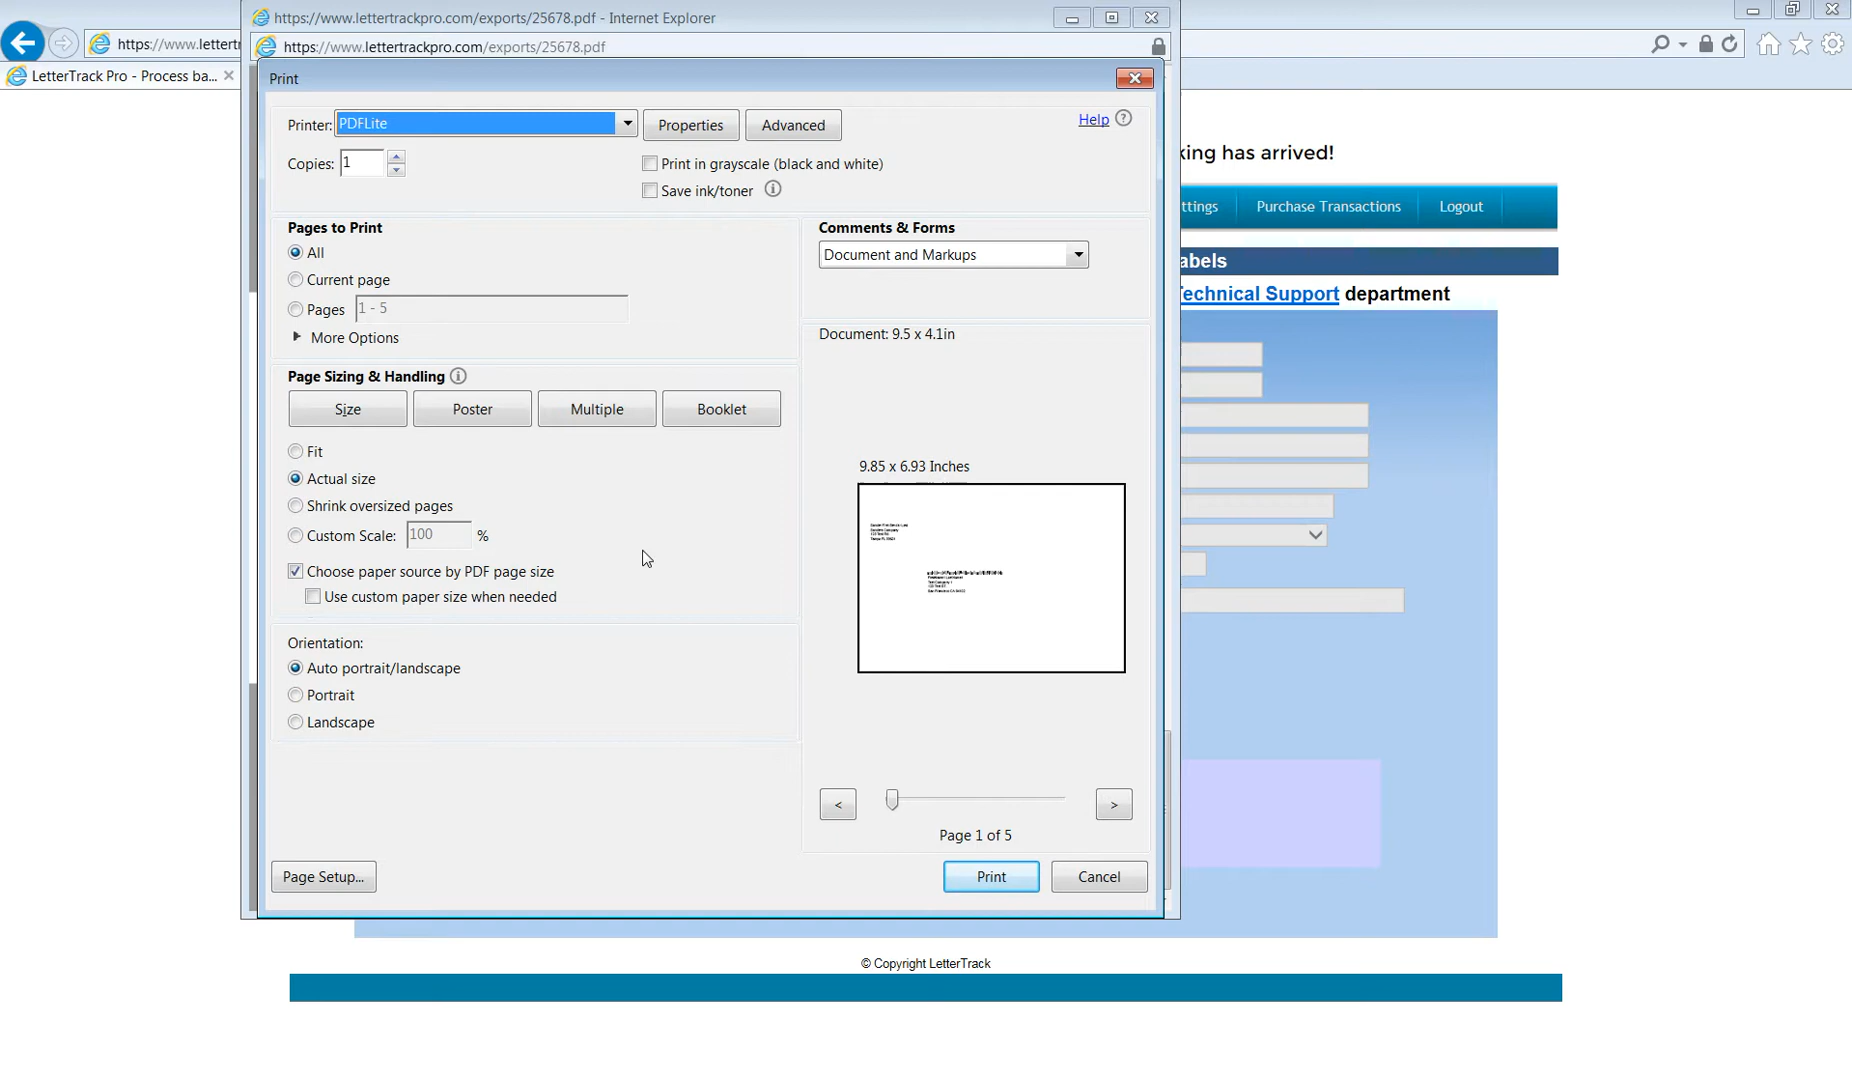 https://www.lettertrackpro.com/exports/25678.pdf - Internet Explorer
https://www.lettert
https://www.lettertrackpro.com/exports/25678.pdf
LetterTrack Pro - Process ba...
Print
Printer:
PDFLite
Properties
Advanced
Help
Copies:
1
Print in grayscale (black and white)
Save ink/toner
king has arrived!
ttings
Purchase Transactions
Logout
Pages to Print
All
Current page
Pages
1 - 5
More Options
Comments & Forms
Document and Markups
abels
Technical Support department
Document: 9.5 x 4.1in
Page Sizing & Handling
Size
Poster
Multiple
Booklet
Fit
Actual size
Shrink oversized pages
Custom Scale:
100
%
Choose paper source by PDF page size
Use custom paper size when needed
9.85 x 6.93 Inches
Orientation:
Auto portrait/landscape
Portrait
Landscape
<
>
Page 1 of 5
Page Setup...
Print
Cancel
© Copyright LetterTrack